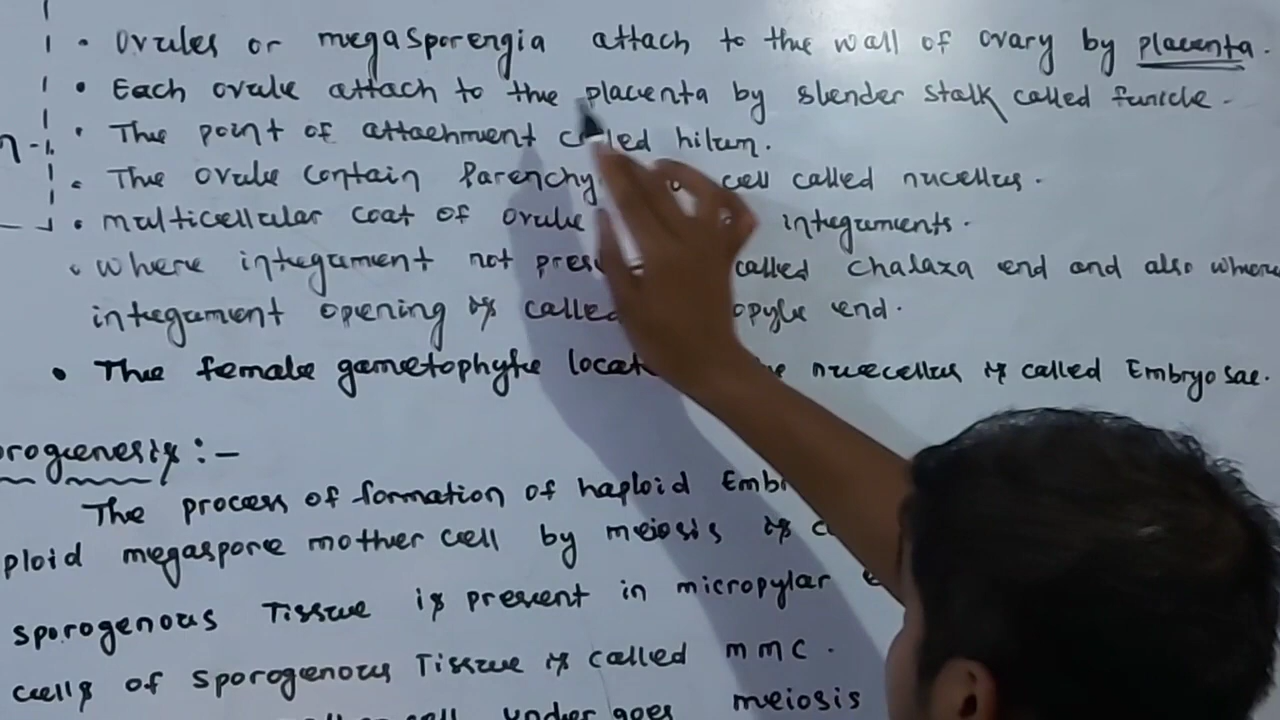 • Ovules or megasporengia attach to the wall of ovary by placenta.
• Each ovule attach to the placenta by slender stalk called funicle.
• The point of attachment called hilum.
• The ovule contain Parenchy cell called nucellus.
• multicellular coat of ovule integuments.
• where integument not pres called chalaza end and also where
integument opening is called opyle end.
• The female gametophyte locat nuecellus is called Embryo sac.
orogenesis :-
The process of formation of haploid Emb
ploid megaspore mother cell by meiosis is c
sporogenous Tissue is present in micropylar
cells of sporogenous Tissue is called mmc.
cell undergoes meiosis